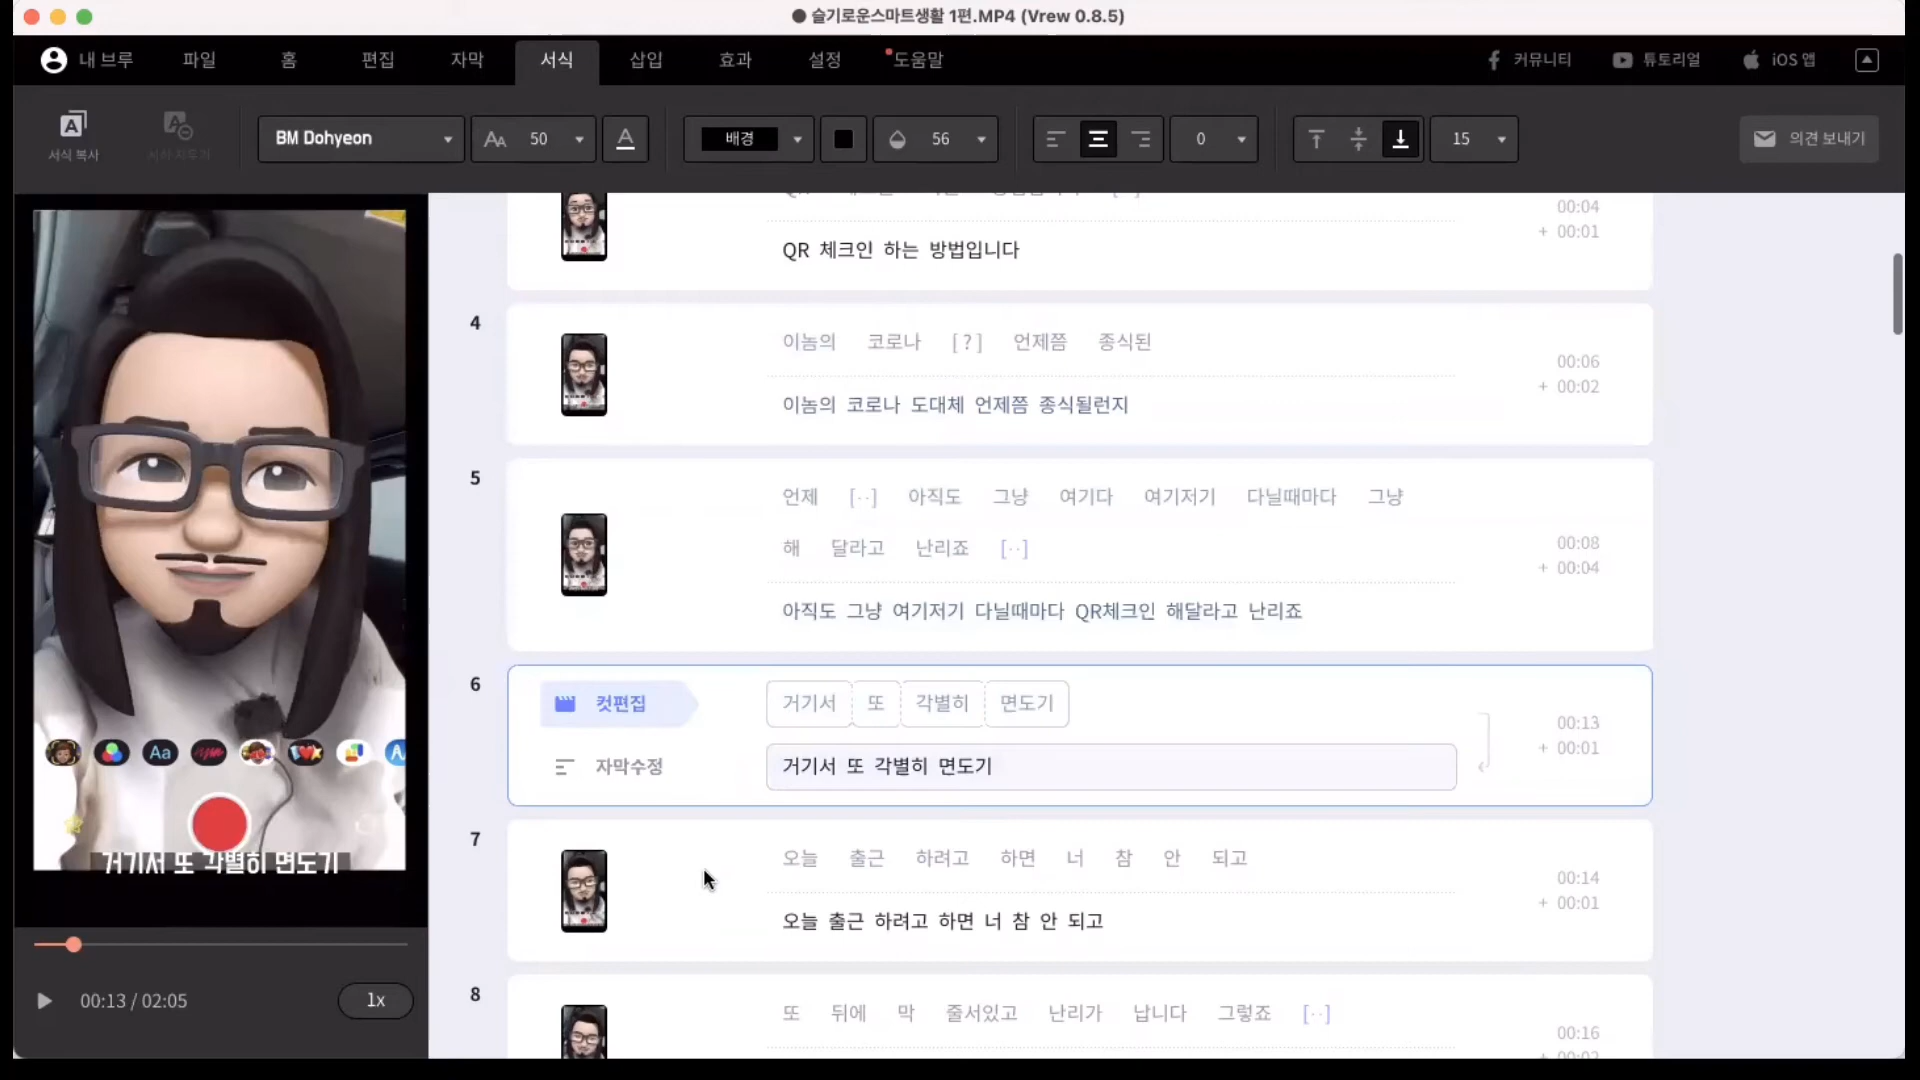 슬기로운스마트생활 1편.MP4 (Vrew 0.8.5)
내 브루 파일 홈 편집 자막 서식 삽입 효과 설정 도움말 커뮤니티 튜토리얼 iOS 앱
서식 복사 BM Dohyeon 50 배경 56 0 15 의견 보내기
00:04
+ 00:01
QR 체크인 하는 방법입니다
4
이놈의 코로나 [?] 언제쯤 종식된
00:06
+ 00:02
이놈의 코로나 도대체 언제쯤 종식될런지
5
언제 [··] 아직도 그냥 여기다 여기저기 다닐때마다 그냥
해 달라고 난리죠 [··]
00:08
+ 00:04
아직도 그냥 여기저기 다닐때마다 QR체크인 해달라고 난리죠
6
컷편집 거기서 또 각별히 면도기
00:13
+ 00:01
자막수정 거기서 또 각별히 면도기
Aa
거기서 또 각별히 면도기
7
오늘 출근 하려고 하면 너 참 안 되고
00:14
+ 00:01
오늘 출근 하려고 하면 너 참 안 되고
00:13 / 02:05 1x
8
또 뒤에 막 줄서있고 난리가 납니다 그렇죠 [··]
00:16